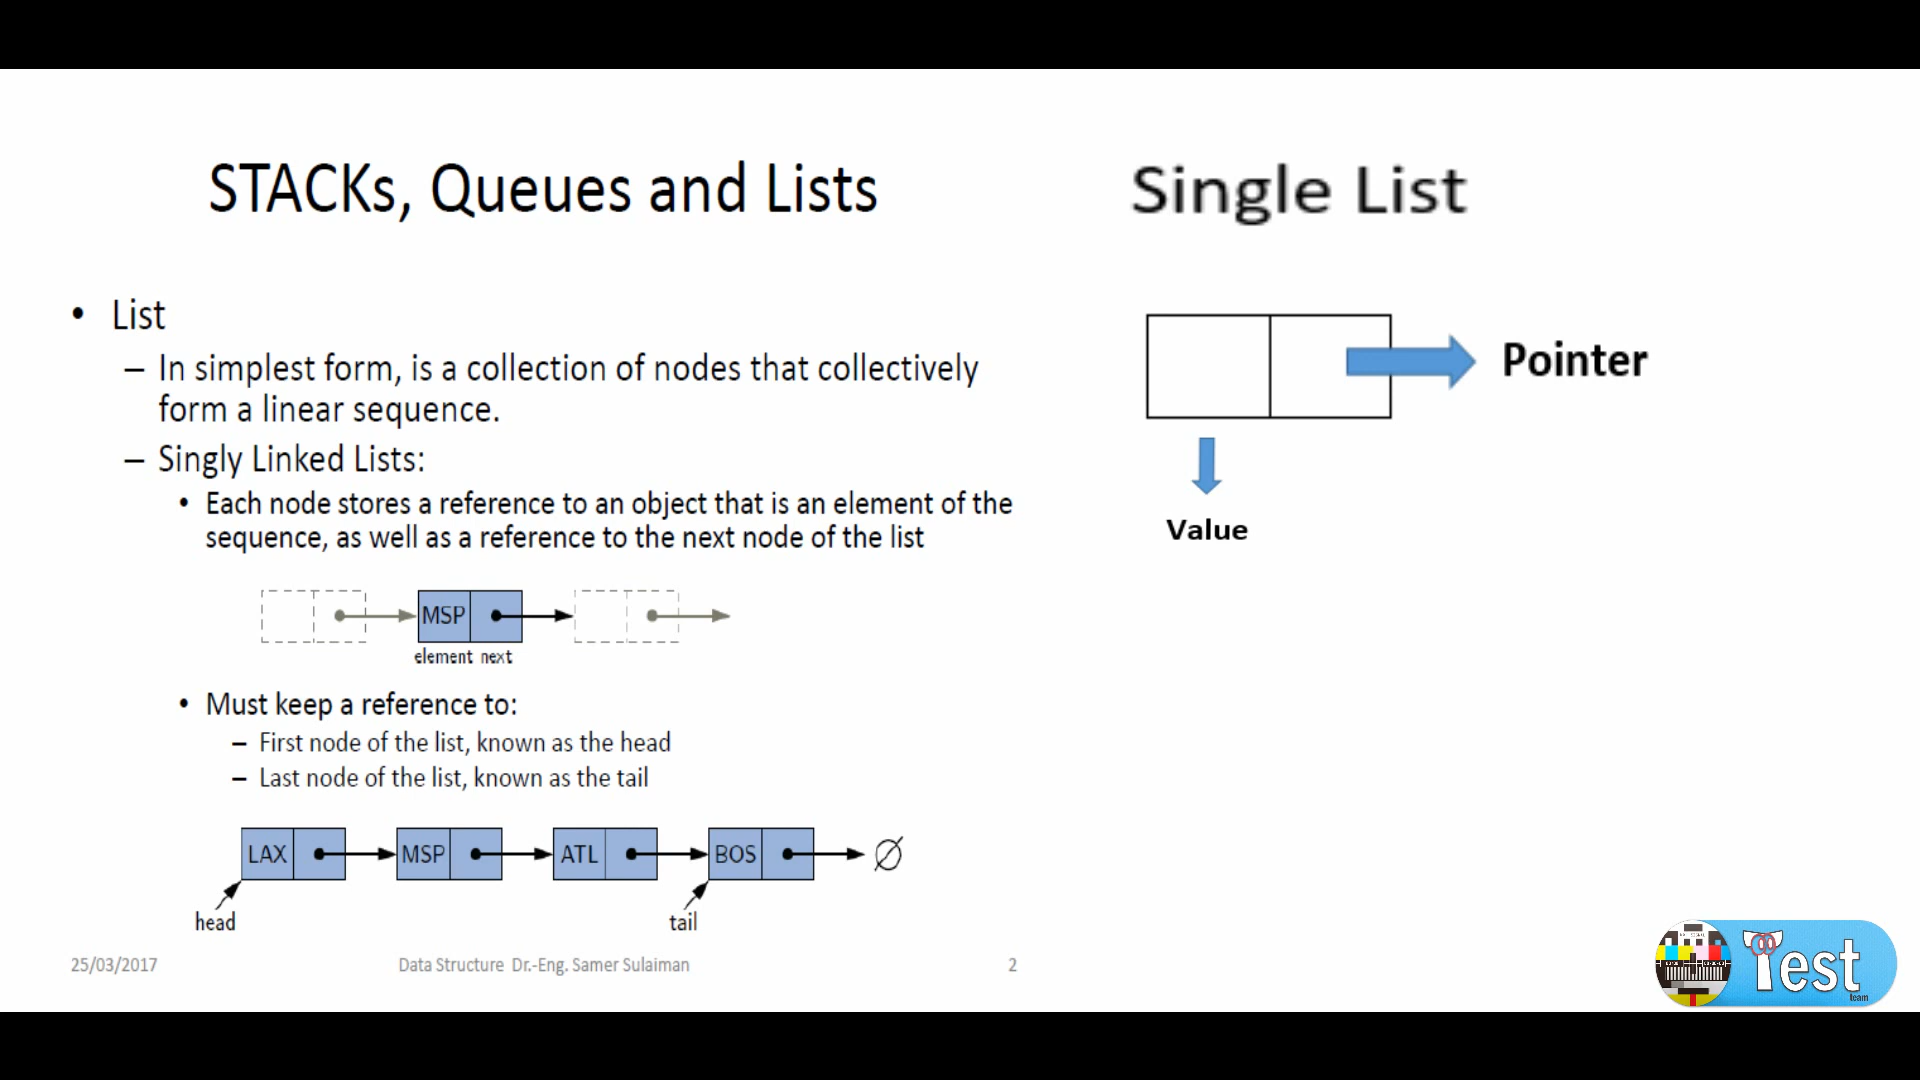 STACKs, Queues and Lists
• List
– In simplest form, is a collection of nodes that collectively
form a linear sequence.
– Singly Linked Lists:
• Each node stores a reference to an object that is an element of the
sequence, as well as a reference to the next node of the list
MSP
element next
• Must keep a reference to:
– First node of the list, known as the head
– Last node of the list, known as the tail
LAX MSP ATL BOS ∅
head tail
25/03/2017 Data Structure Dr.-Eng. Samer Sulaiman 2
Single List
Pointer
Value
Test
team